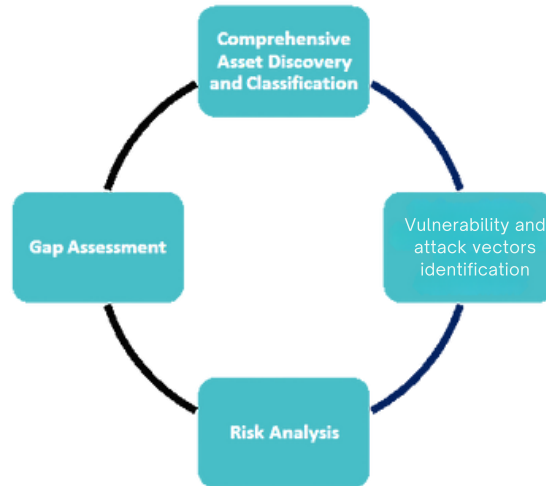 Comprehensive
Asset Discovery
and Classification
Gap Assessment
Vulnerability and
attack vectors
identification
Risk Analysis